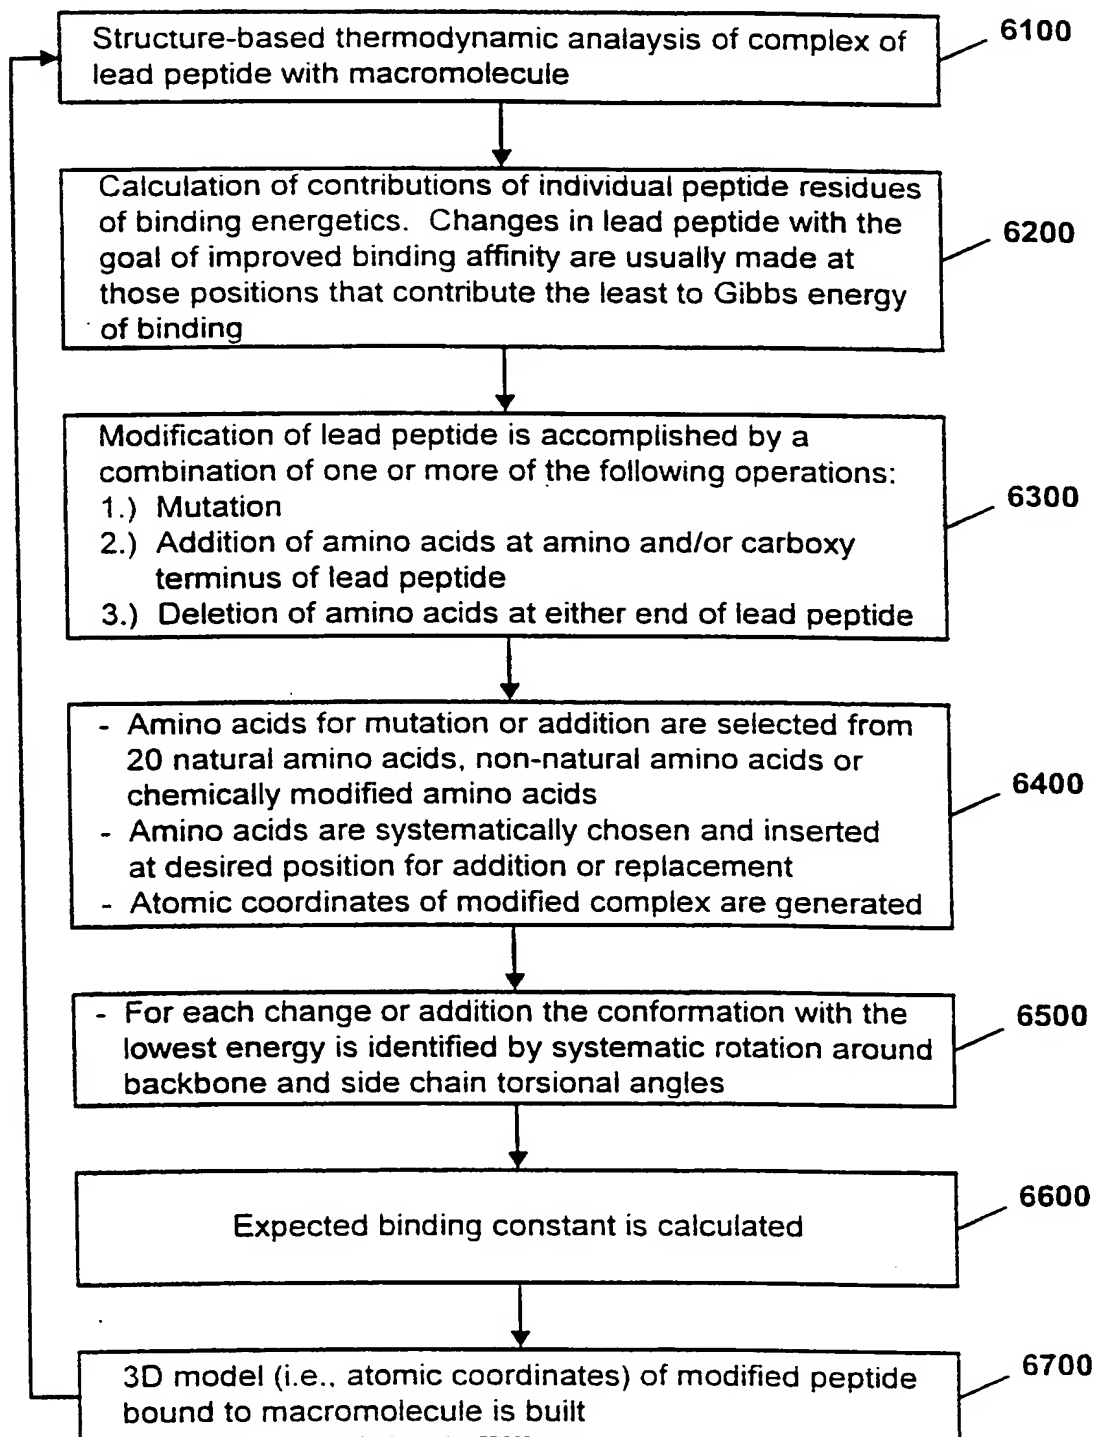 Structure-based thermodynamic analaysis of complex of
lead peptide with macromolecule
6100
Calculation of contributions of individual peptide residues
of binding energetics. Changes in lead peptide with the
goal of improved binding affinity are usually made at
those positions that contribute the least to Gibbs energy
of binding
6200
Modification of lead peptide is accomplished by a
combination of one or more of the following operations:
1.) Mutation
2.) Addition of amino acids at amino and/or carboxy
terminus of lead peptide
3.) Deletion of amino acids at either end of lead peptide
6300
- Amino acids for mutation or addition are selected from
20 natural amino acids, non-natural amino acids or
chemically modified amino acids
- Amino acids are systematically chosen and inserted
at desired position for addition or replacement
- Atomic coordinates of modified complex are generated
6400
- For each change or addition the conformation with the
lowest energy is identified by systematic rotation around
backbone and side chain torsional angles
6500
Expected binding constant is calculated
6600
3D model (i.e., atomic coordinates) of modified peptide
bound to macromolecule is built
6700